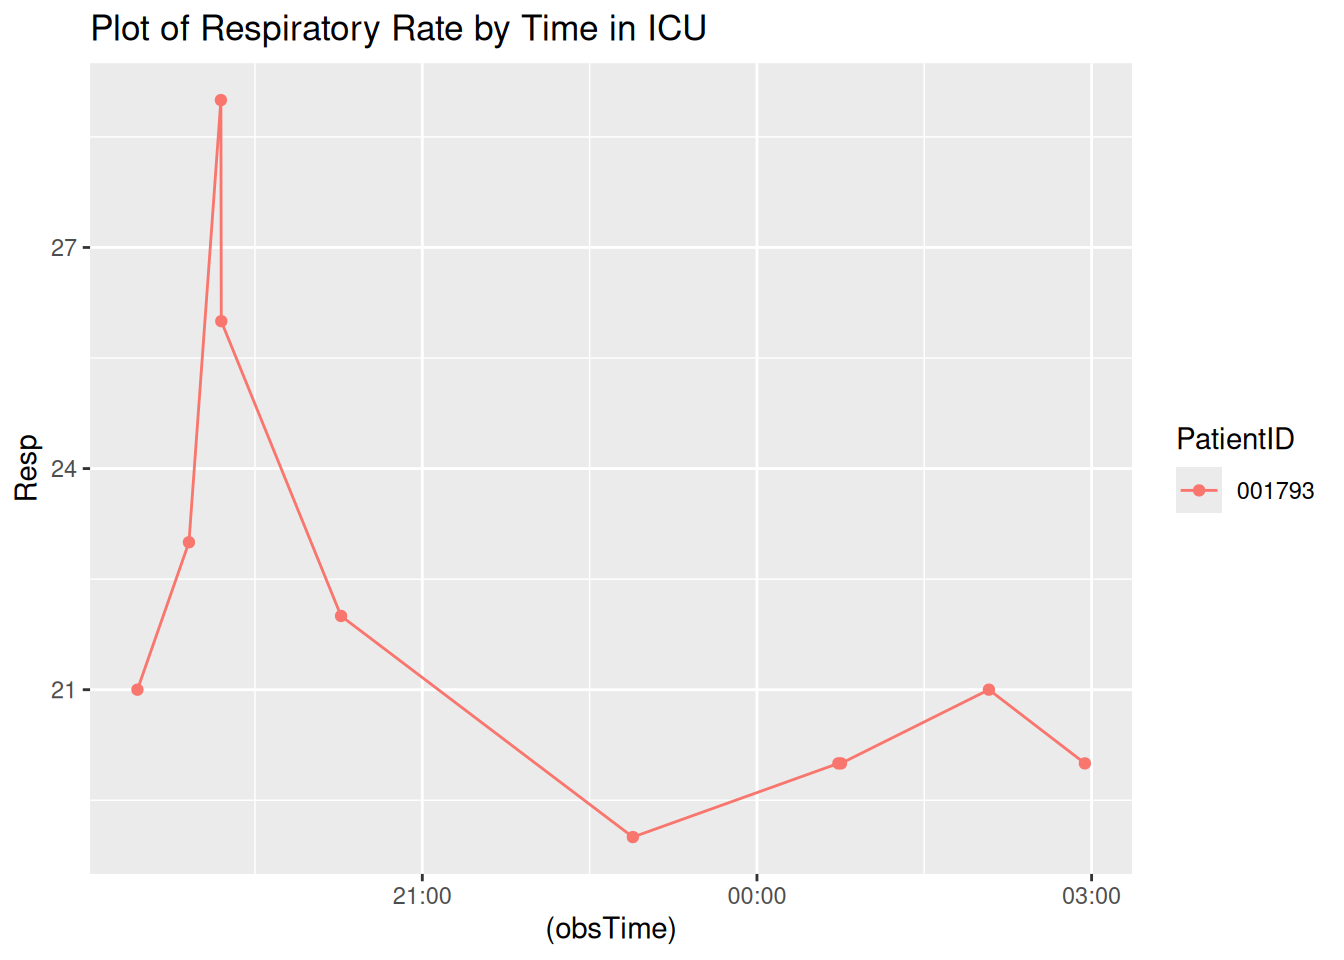 Plot of Respiratory Rate by Time in ICU
27
24
21
Resp
21:00
00:00
03:00
(obsTime)
PatientID
001793